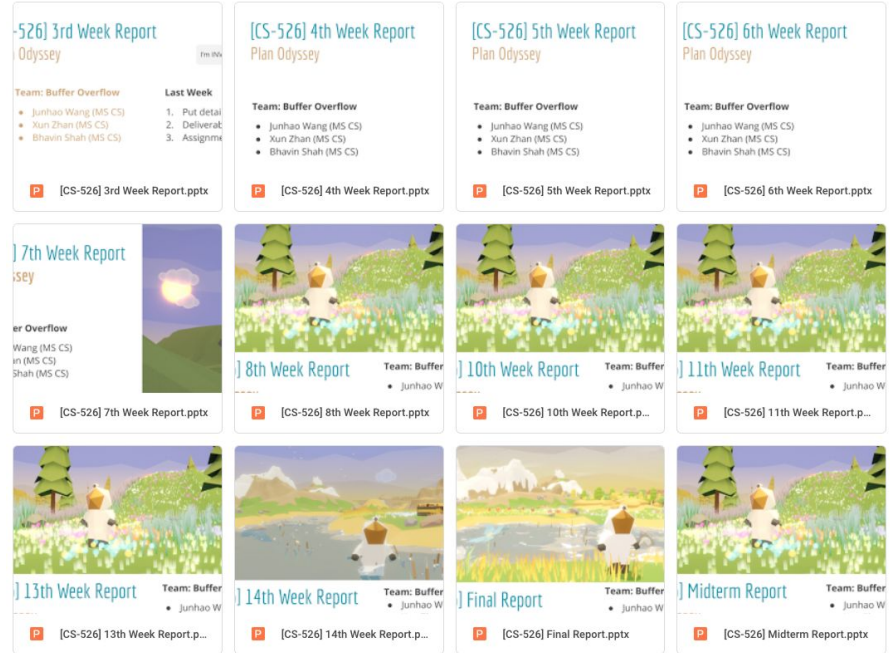 -526] 3rd Week Report
Odyssey
I'm INV
Team: Buffer Overflow
Junhao Wang (MS CS)
Xun Zhan (MS CS)
Bhavin Shah (MS CS)
Last Week
1. Put detai
2. Deliverab
3. Assignme
[CS-526] 3rd Week Report.pptx
[CS-526] 4th Week Report
Plan Odyssey
Team: Buffer Overflow
Junhao Wang (MS CS)
Xun Zhan (MS CS)
Bhavin Shah (MS CS)
[CS-526] 4th Week Report.pptx
[CS-526] 5th Week Report
Plan Odyssey
Team: Buffer Overflow
Junhao Wang (MS CS)
Xun Zhan (MS CS)
Bhavin Shah (MS CS)
[CS-526] 5th Week Report.pptx
[CS-526] 6th Week Report
Plan Odyssey
Team: Buffer Overflow
Junhao Wang (MS CS)
Xun Zhan (MS CS)
Bhavin Shah (MS CS)
[CS-526] 6th Week Report.pptx
] 7th Week Report
ssey
er Overflow
Wang (MS CS)
n (MS CS)
Shah (MS CS)
[CS-526] 7th Week Report.pptx
] 8th Week Report
Team: Buffer
Junhao W
[CS-526] 8th Week Report.pptx
] 10th Week Report
Team: Buffer
Junhao W
[CS-526] 10th Week Report.p...
] 11th Week Report
Team: Buffer
Junhao W
[CS-526] 11th Week Report.p...
] 13th Week Report
Team: Buffer
Junhao W
[CS-526] 13th Week Report.p...
] 14th Week Report
Team: Buffer
Junhao W
[CS-526] 14th Week Report.p...
] Final Report
Team: Buffer
Junhao W
[CS-526] Final Report.pptx
] Midterm Report
Team: Buffer
Junhao W
[CS-526] Midterm Report.pptx